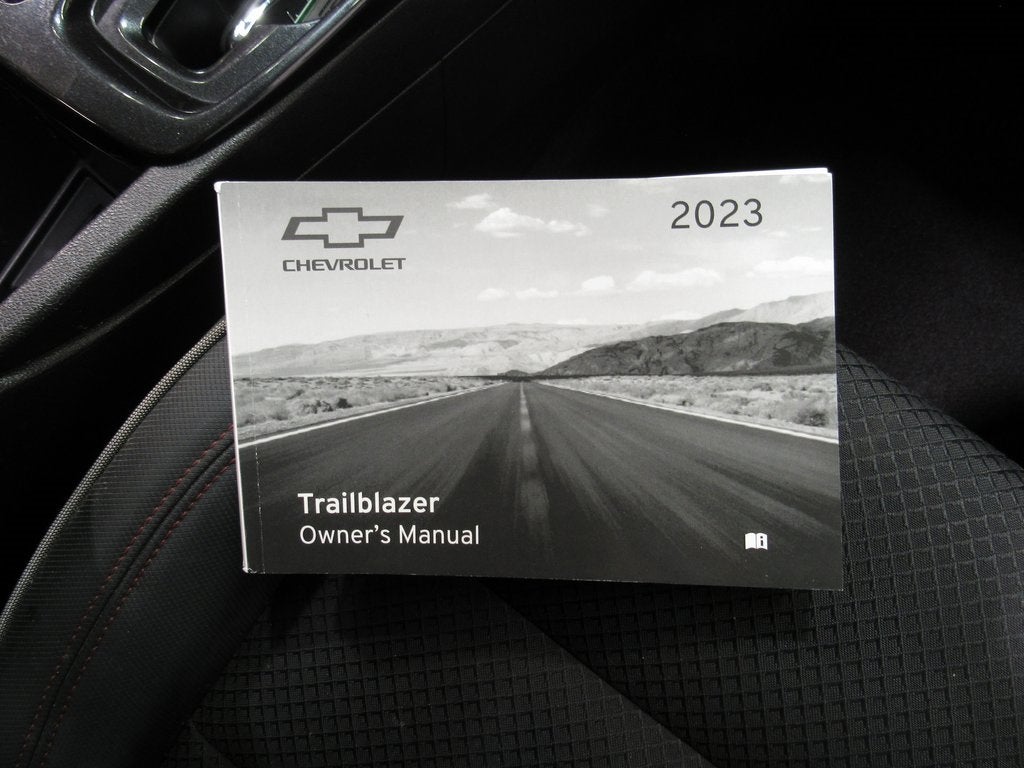 CHEVROLET
2023
Trailblazer
Owner's Manual